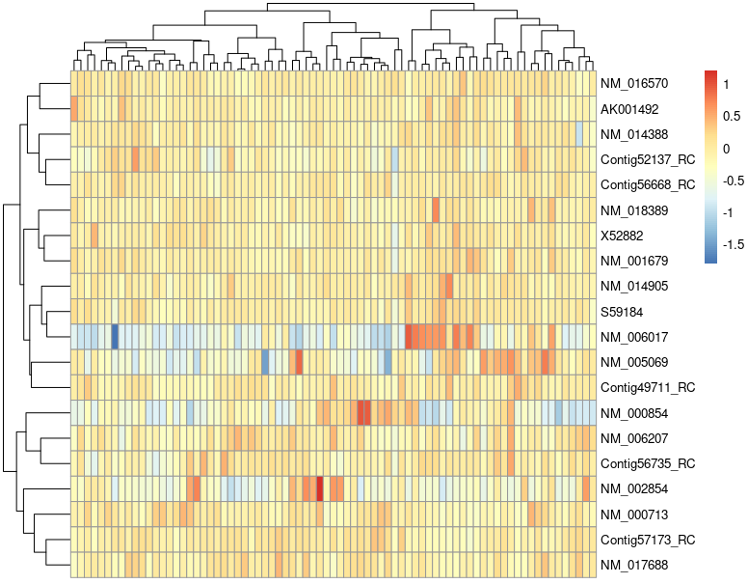 NM_016570
AK001492
NM_014388
Contig52137_RC
Contig56668_RC
NM_018389
X52882
NM_001679
NM_014905
S59184
NM_006017
NM_005069
Contig49711_RC
NM_000854
NM_006207
Contig56735_RC
NM_002854
NM_000713
Contig57173_RC
NM_017688
1
0.5
0
-0.5
-1
-1.5